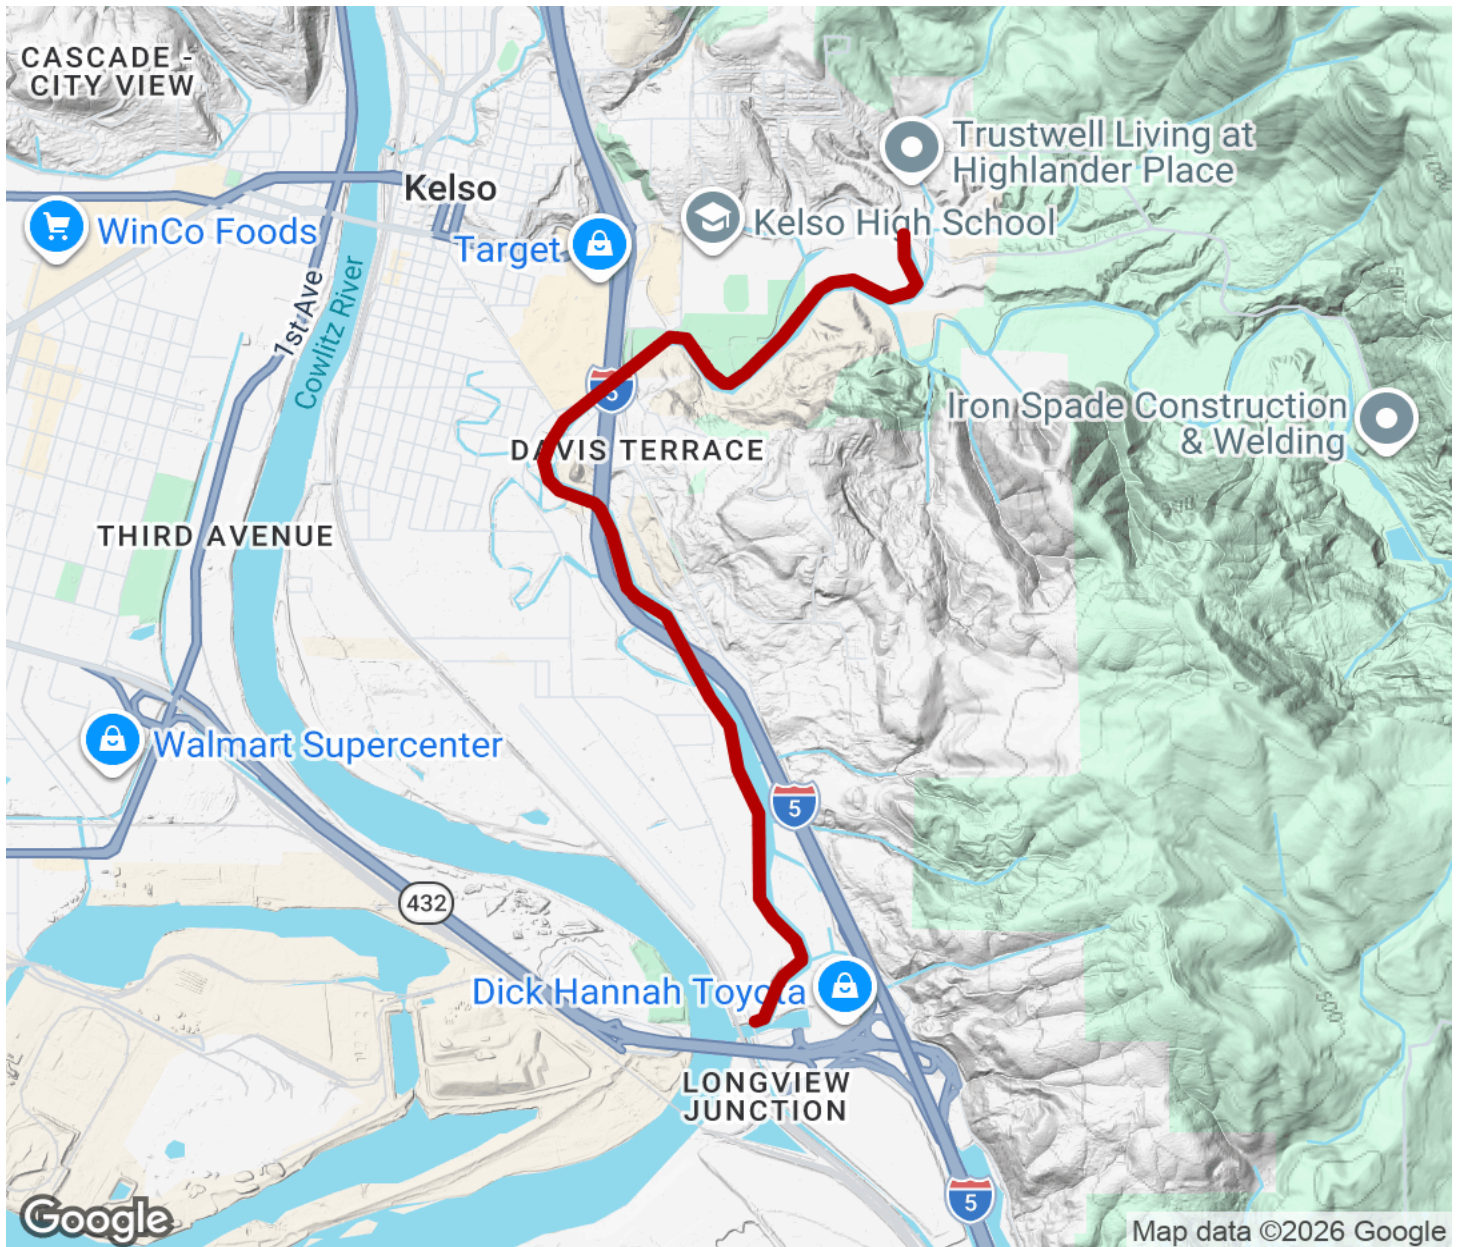 CASCADE -
CITY VIEW
Trustwell Living at
Highlander Place
Kelso
Kelso High School
WinCo Foods
Target
1st Ave
Cowlitz River
5
Iron Spade Construction
& Welding
DAVIS TERRACE
THIRD AVENUE
Walmart Supercenter
5
432
Dick Hannah Toyota
500
LONGVIEW
JUNCTION
5
Google
Map data ©2026 Google